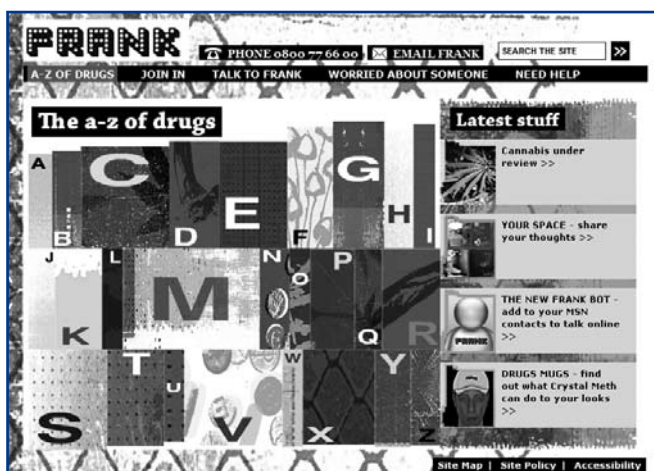 FRANK
PHONE 0800 77 66 00
EMAIL FRANK
SEARCH THE SITE >>
A-Z OF DRUGS JOIN IN TALK TO FRANK WORRIED ABOUT SOMEONE NEED HELP
The a-z of drugs
A B C D E F G H I
J K L M N O P Q R
S T U V W X Y Z
Latest stuff
Cannabis under
review >>
YOUR SPACE - share
your thoughts >>
THE NEW FRANK BOT -
add to your MSN
contacts to talk online
>>
FRANK
DRUGS MUGS - find
out what Crystal Meth
can do to your looks
>>
Site Map | Site Policy | Accessibility